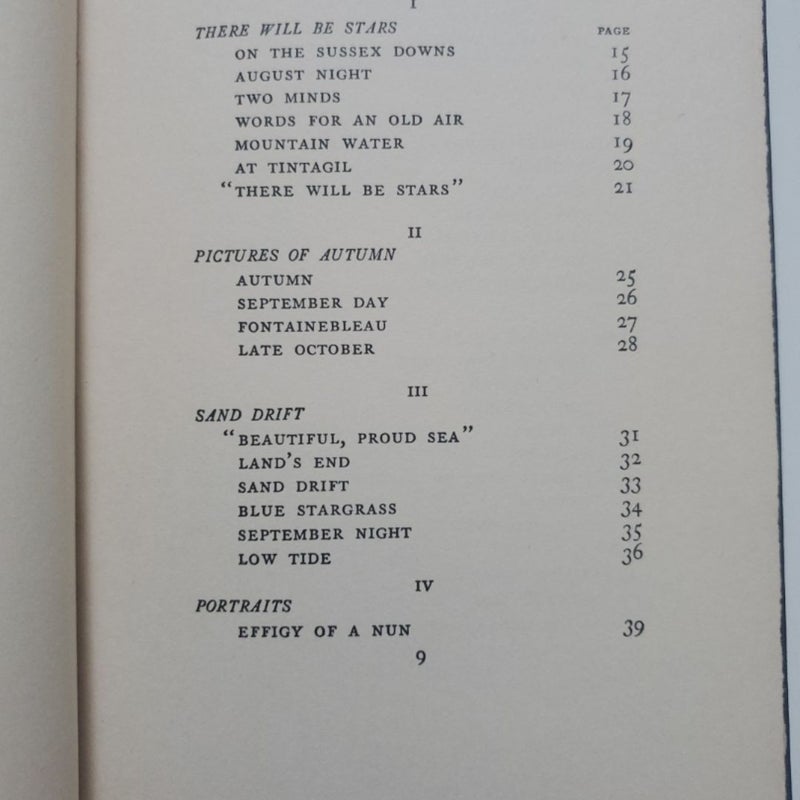 I
THERE WILL BE STARS PAGE
ON THE SUSSEX DOWNS 15
AUGUST NIGHT 16
TWO MINDS 17
WORDS FOR AN OLD AIR 18
MOUNTAIN WATER 19
AT TINTAGIL 20
“THERE WILL BE STARS” 21
II
PICTURES OF AUTUMN
AUTUMN 25
SEPTEMBER DAY 26
FONTAINEBLEAU 27
LATE OCTOBER 28
III
SAND DRIFT
“BEAUTIFUL, PROUD SEA” 31
LAND’S END 32
SAND DRIFT 33
BLUE STARGRASS 34
SEPTEMBER NIGHT 35
LOW TIDE 36
IV
PORTRAITS
EFFIGY OF A NUN 39
9